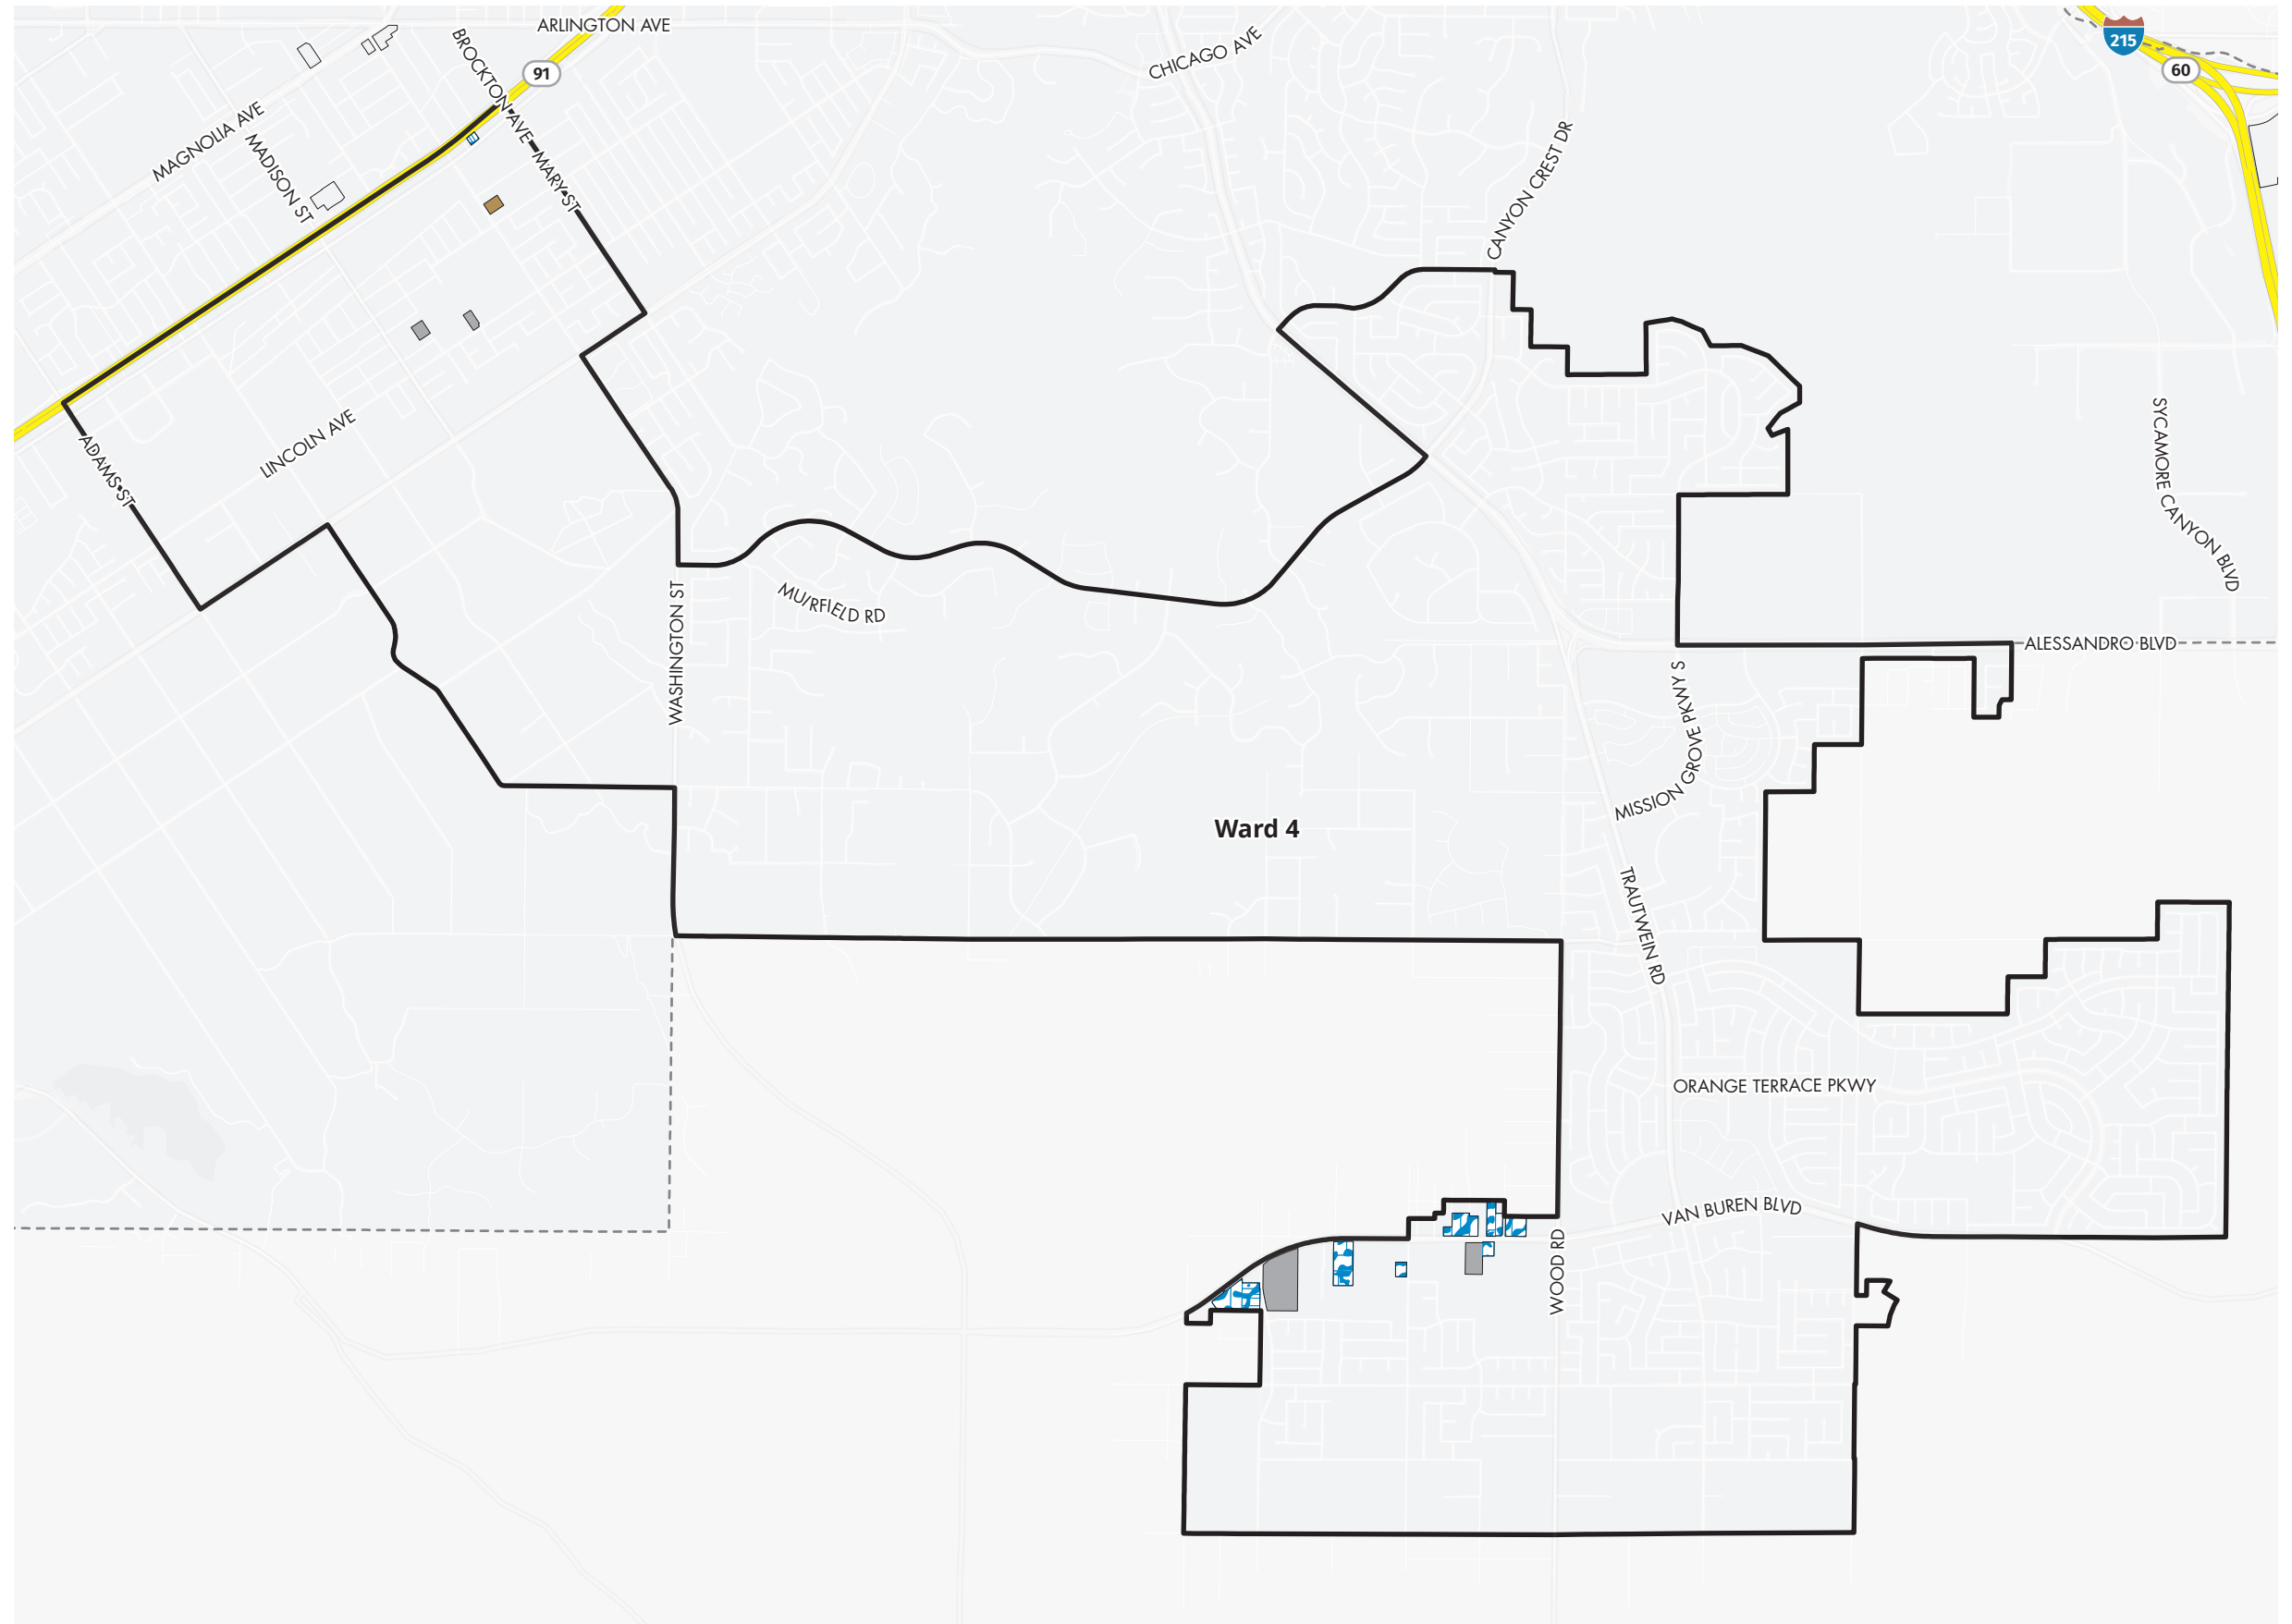 ARLINGTON AVE
BROCKTON AVE
91
CHICAGO AVE
215
60
MAGNOLIA AVE
MADISON ST
MARY ST
CANYON CREST DR
LINCOLN AVE
ADAMS ST
SYCAMORE CANYON BLVD
MUIRFIELD RD
WASHINGTON ST
ALESSANDRO BLVD
MISSION GROVE PKWY S
Ward 4
TRAUTWEIN RD
ORANGE TERRACE PKWY
VAN BUREN BLVD
WOOD RD